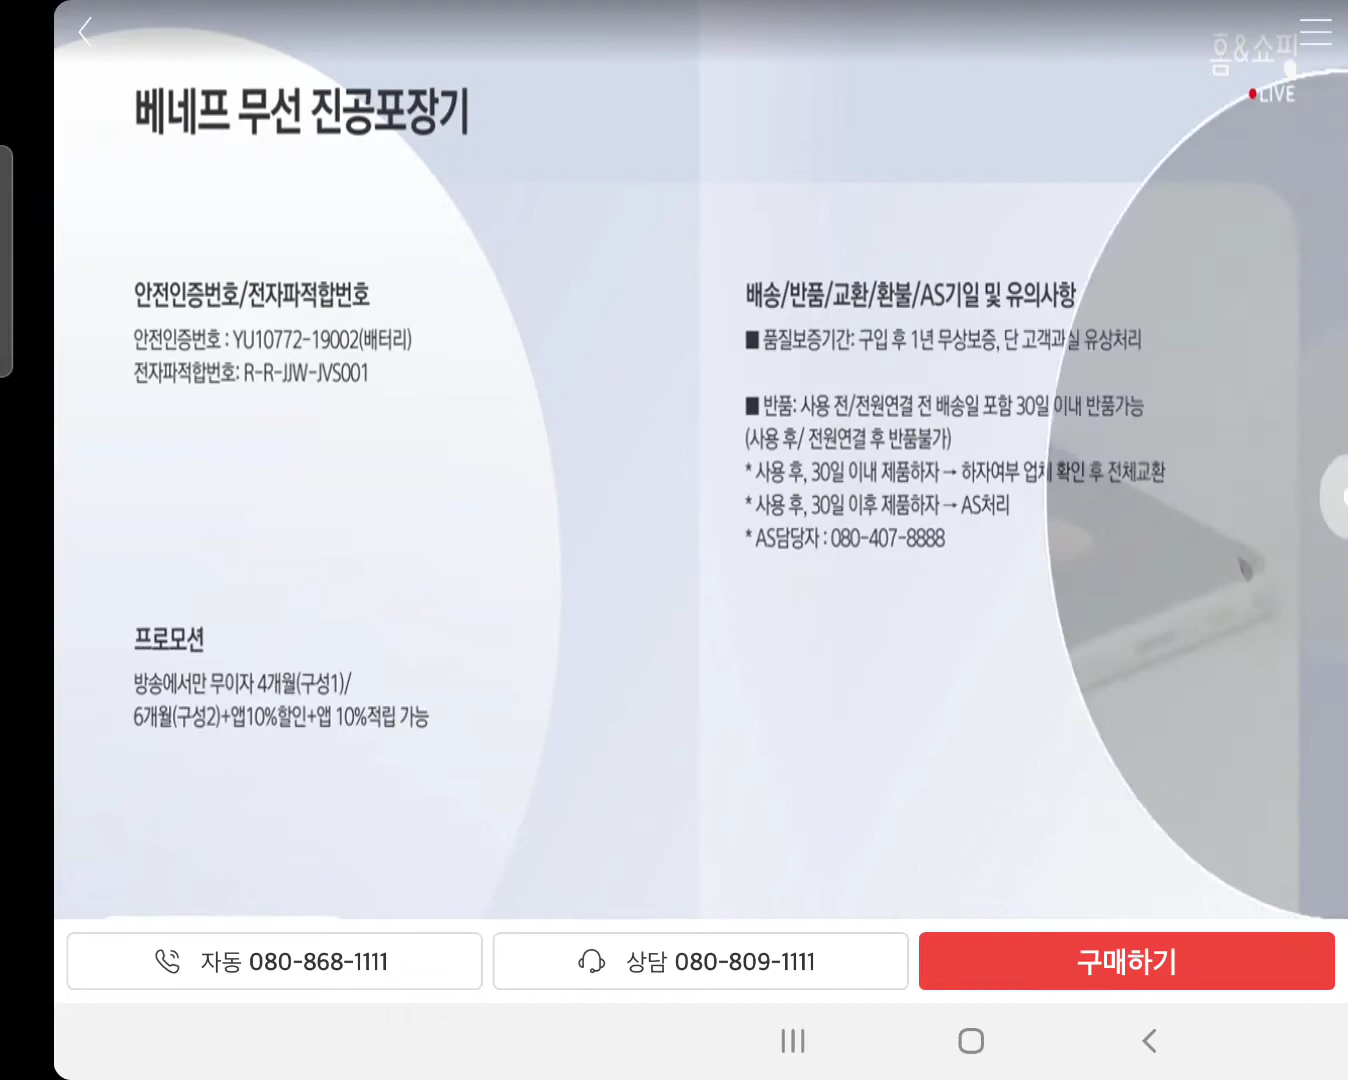 홈&쇼핑
LIVE
베네프 무선 진공포장기
안전인증번호/전자파적합번호
안전인증번호 : YU10772-19002(배터리)
전자파적합번호: R-R-JJW-JVS001
프로모션
방송에서만 무이자 4개월(구성1)/
6개월(구성2)+앱10%할인+앱 10%적립 가능
배송/반품/교환/환불/AS기일 및 유의사항
■ 품질보증기간: 구입 후 1년 무상보증, 단 고객과실 유상처리
■ 반품: 사용 전/전원연결 전 배송일 포함 30일 이내 반품가능
(사용 후/ 전원연결 후 반품불가)
* 사용 후, 30일 이내 제품하자→ 하자여부 업체 확인 후 전체교환
* 사용 후, 30일 이후 제품하자→ AS처리
* AS담당자 : 080-407-8888
자동 080-868-1111
상담 080-809-1111
구매하기